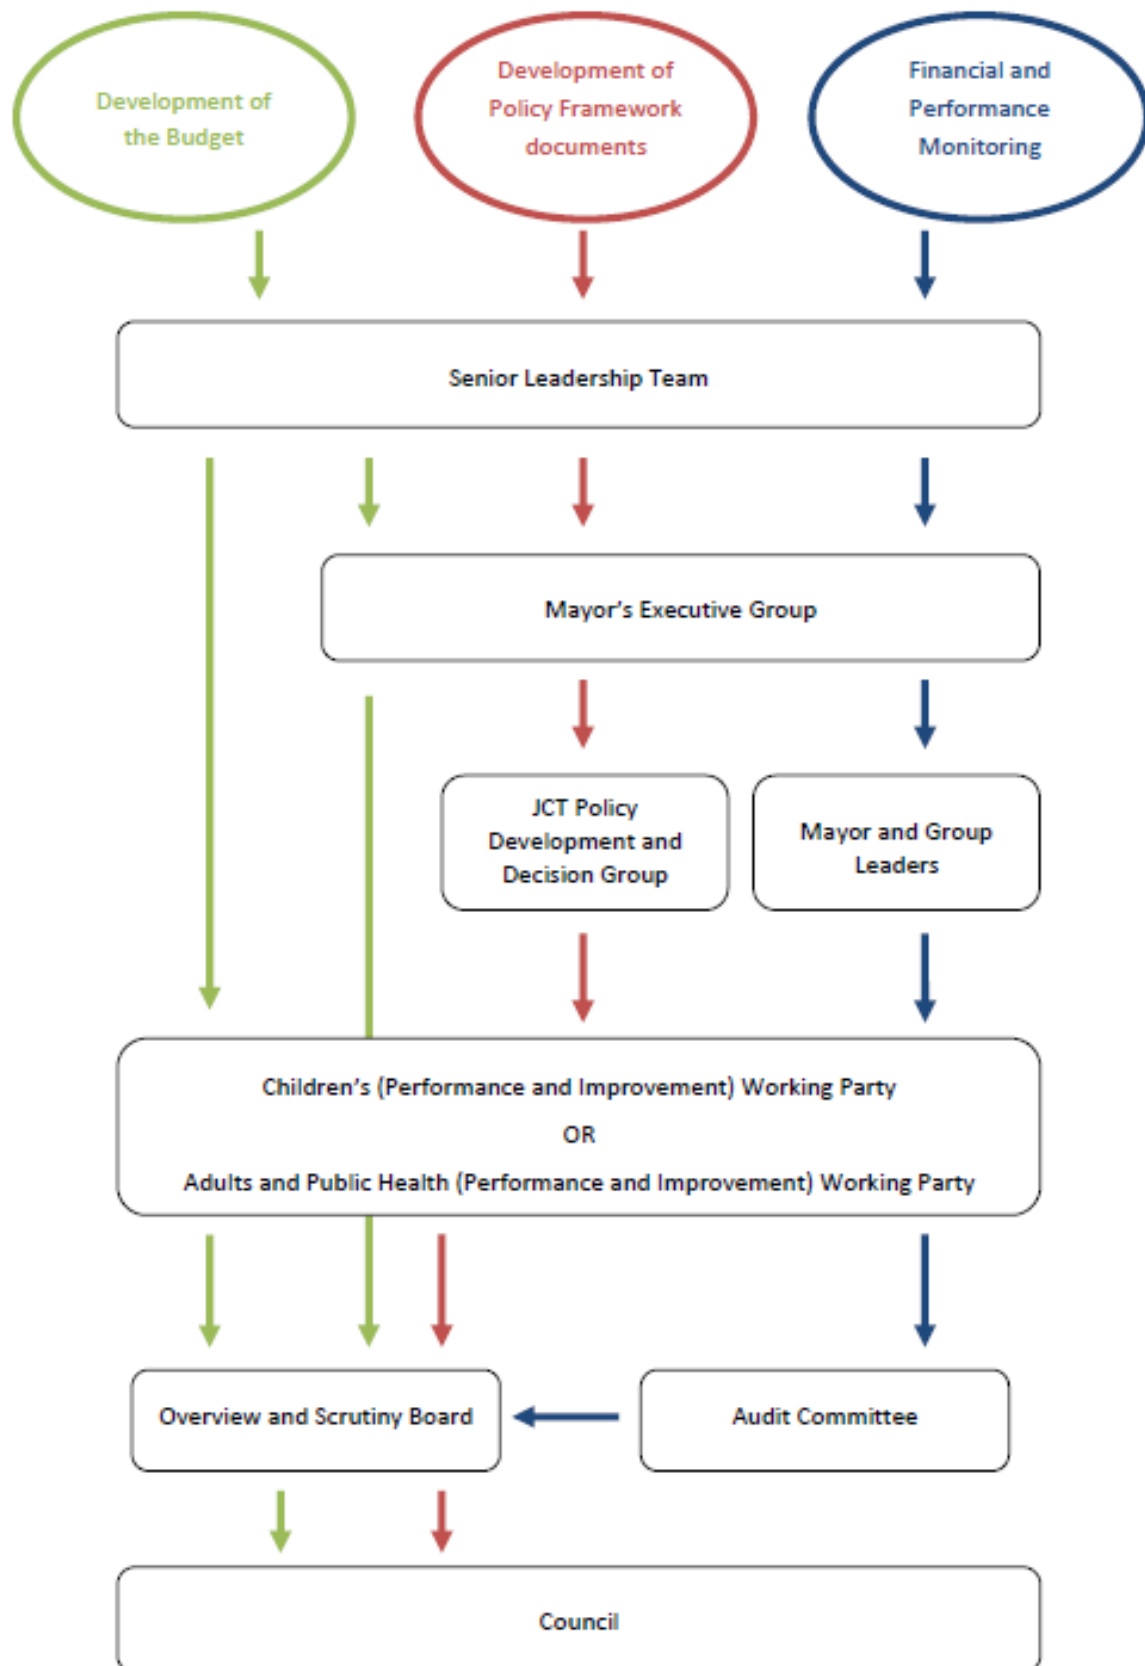 Development of
the Budget
Development of
Policy Framework
documents
Financial and
Performance
Monitoring
Senior Leadership Team
Mayor’s Executive Group
JCT Policy
Development and
Decision Group
Mayor and Group
Leaders
Children’s (Performance and Improvement) Working Party
OR
Adults and Public Health (Performance and Improvement) Working Party
Overview and Scrutiny Board
Audit Committee
Council